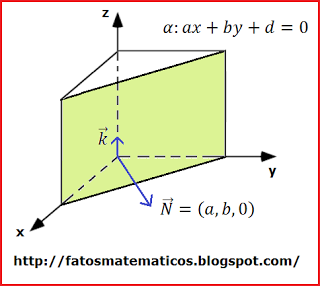 z
α: ax + by + d = 0
k⃗
y
N⃗ = (a, b, 0)
x
http://fatosmatematicos.blogspot.com/